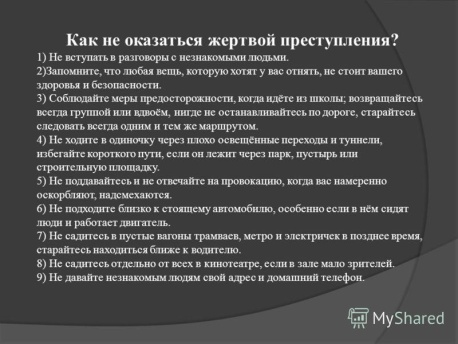 Как не оказаться жертвой преступления?
1) Не вступать в разговоры с незнакомыми людьми.
2)Запомните, что любая вещь, которую хотят у вас отнять, не стоит вашего
здоровья и безопасности.
3) Соблюдайте меры предосторожности, когда идёте из школы; возвращайтесь
всегда группой или вдвоём, нигде не останавливайтесь по дороге, старайтесь
следовать всегда одним и тем же маршрутом.
4) Не ходите в одиночку через плохо освещённые переходы и туннели,
избегайте короткого пути, если он лежит через парк, пустырь или
строительную площадку.
5) Не поддавайтесь и не отвечайте на провокацию, когда вас намеренно
оскорбляют, надсмехаются.
6) Не подходите близко к стоящему автомобилю, особенно если в нём сидят
люди и работает двигатель.
7) Не садитесь в пустые вагоны трамваев, метро и электричек в позднее время,
старайтесь находиться ближе к водителю.
8) Не садитесь отдельно от всех в кинотеатре, если в зале мало зрителей.
9) Не давайте незнакомым людям свой адрес и домашний телефон.
MyShared